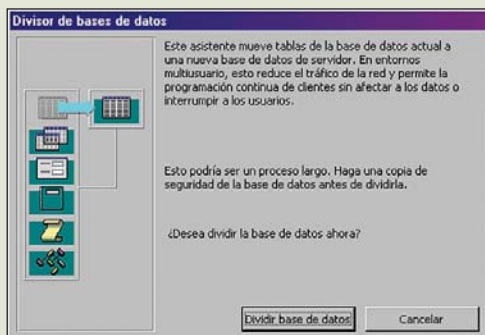 Divisor de bases de datos
Este asistente mueve tablas de la base de datos actual a
una nueva base de datos de servidor. En entornos
multiusuario, esto reduce el tráfico de la red y permite la
programación continua de clientes sin afectar a los datos o
interrumpir a los usuarios.
Esto podría ser un proceso largo. Haga una copia de
seguridad de la base de datos antes de dividirla.
¿Desea dividir la base de datos ahora?
Dividir base de datos
Cancelar